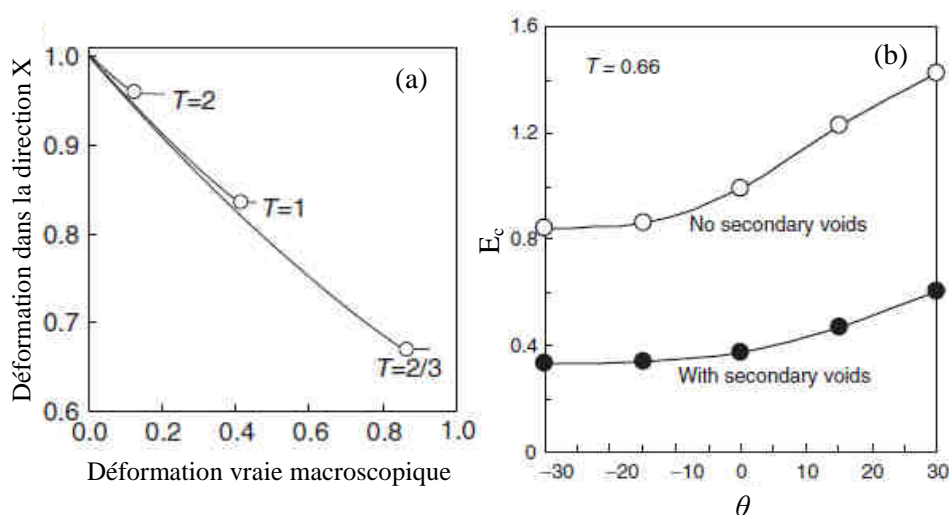 (a)
Déformation dans la direction X
1.0
0.9
0.8
0.7
0.6
T=2
T=1
T=2/3
0.0 0.2 0.4 0.6 0.8 1.0
Déformation vraie macroscopique
(b)
T = 0.66
E_c
1.6
1.2
0.8
0.4
0
No secondary voids
With secondary voids
−30 −20 −10 0 10 20 30
θ